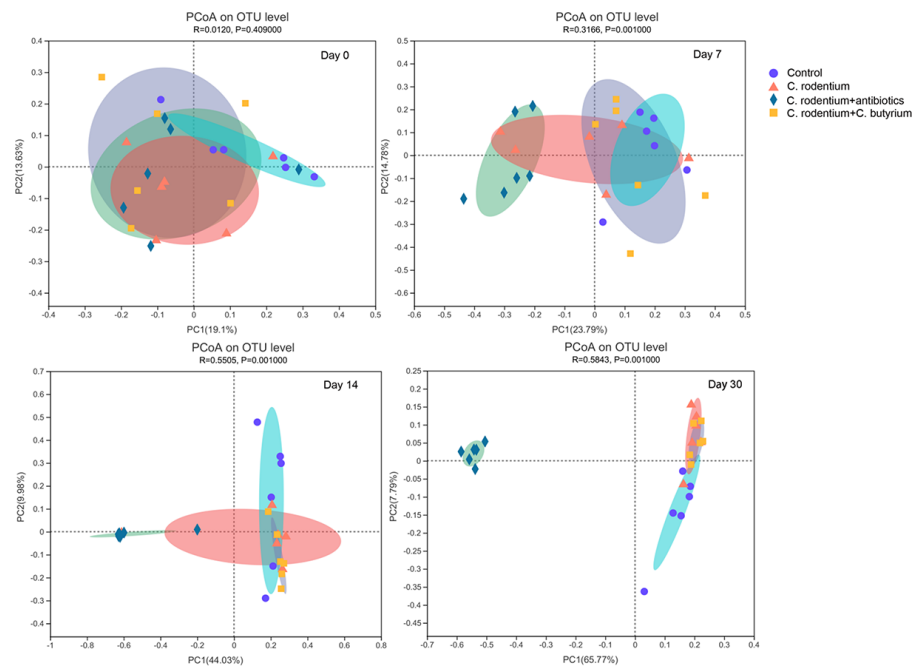 PCoA on OTU level
R=0.0120, P=0.409000
Day 0
0.4
0.3
0.2
0.1
0
-0.1
-0.2
-0.3
-0.4
PC2(13.63%)
-0.4 -0.3 -0.2 -0.1 0 0.1 0.2 0.3 0.4 0.5
PC1(19.1%)
PCoA on OTU level
R=0.3166, P=0.001000
Day 7
0.5
0.4
0.3
0.2
0.1
0
-0.1
-0.2
-0.3
-0.4
-0.5
-0.6
PC2(14.78%)
-0.6 -0.5 -0.4 -0.3 -0.2 -0.1 0 0.1 0.2 0.3 0.4 0.5
PC1(23.79%)
Control
C. rodentium
C. rodentium+antibiotics
C. rodentium+C. butyrium
PCoA on OTU level
R=0.5505, P=0.001000
Day 14
0.7
0.6
0.5
0.4
0.3
0.2
0.1
0
-0.1
-0.2
-0.3
-0.4
PC2(9.98%)
-1 -0.8 -0.6 -0.4 -0.2 0 0.2 0.4 0.6 0.8
PC1(44.03%)
PCoA on OTU level
R=0.5843, P=0.001000
Day 30
0.25
0.2
0.15
0.1
0.05
0
-0.05
-0.1
-0.15
-0.2
-0.25
-0.3
-0.35
-0.4
-0.45
PC2(7.79%)
-0.7 -0.6 -0.5 -0.4 -0.3 -0.2 -0.1 0 0.1 0.2 0.3 0.4
PC1(65.77%)